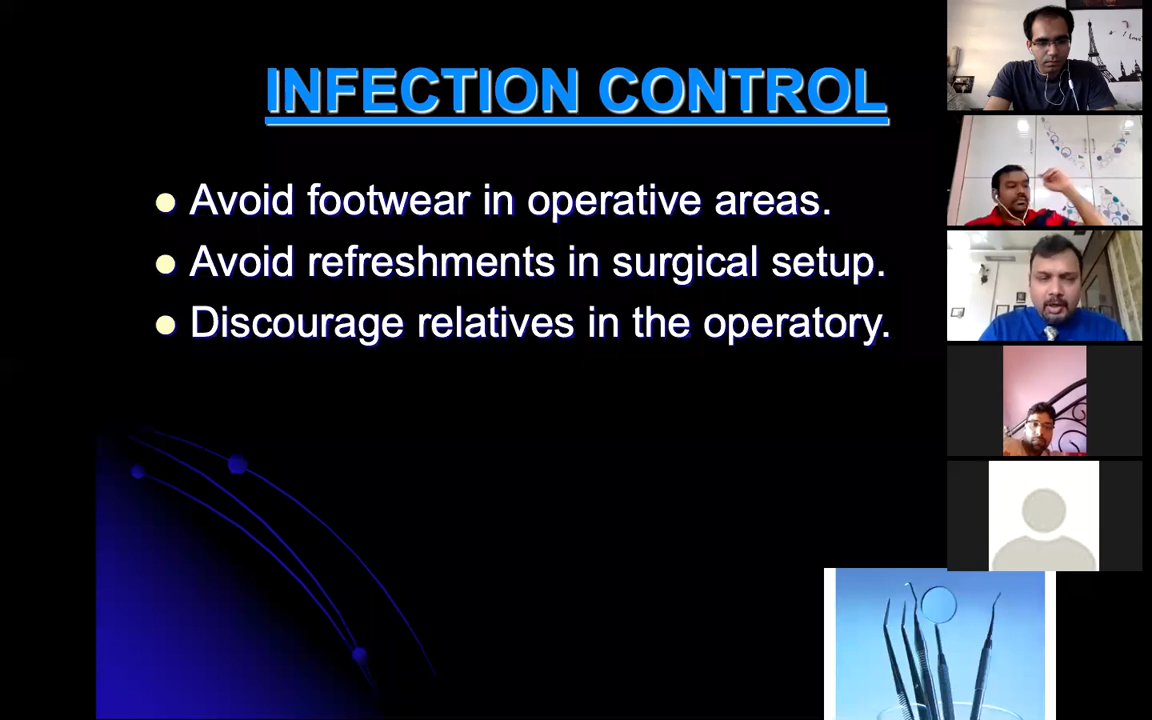 INFECTION CONTROL
Avoid footwear in operative areas.
Avoid refreshments in surgical setup.
Discourage relatives in the operatory.